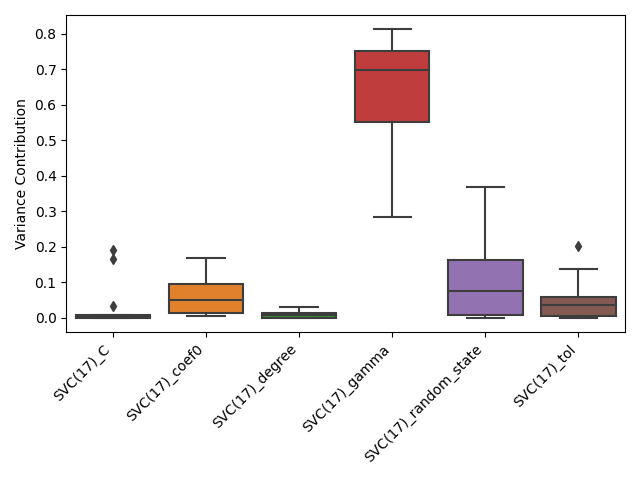 0.8
0.7
0.6
0.5
0.4
0.3
0.2
0.1
0.0
Variance Contribution
SVC(17)_C
SVC(17)_coef0
SVC(17)_degree
SVC(17)_gamma
SVC(17)_random_state
SVC(17)_tol